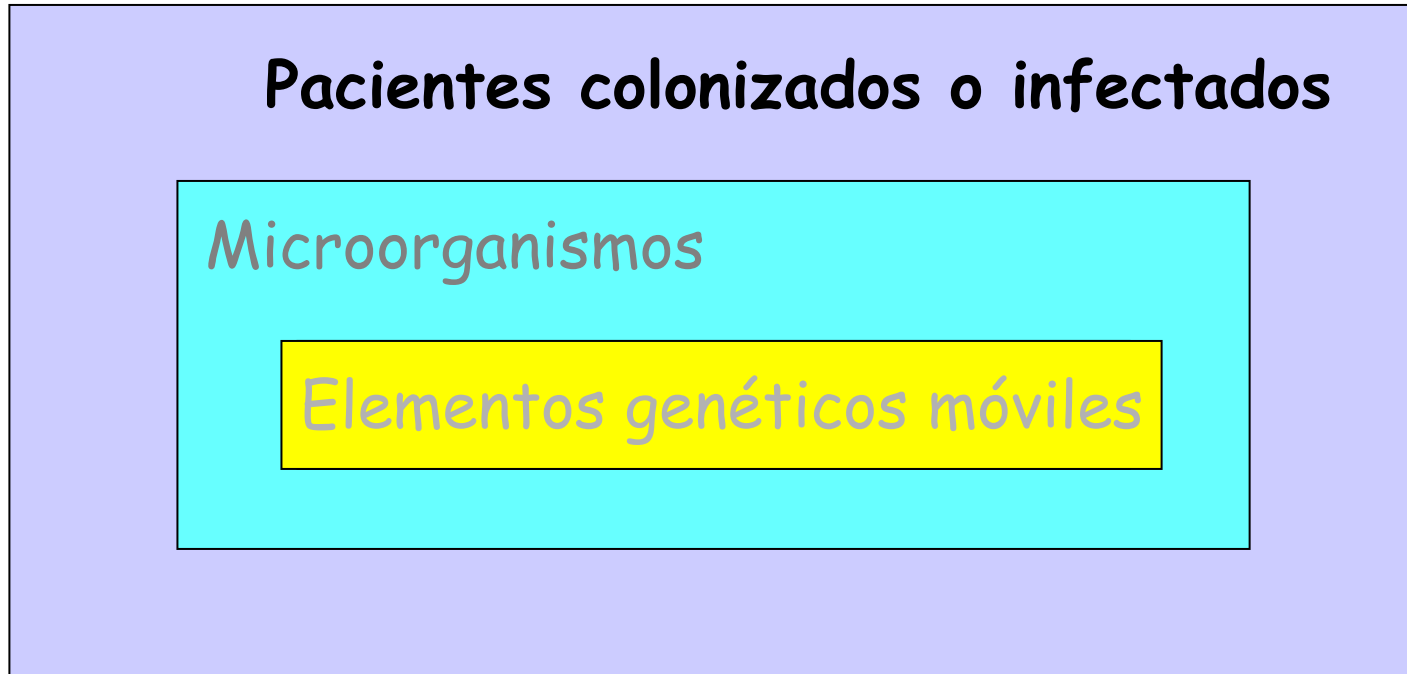 Pacientes colonizados o infectados
Microorganismos
Elementos genéticos móviles